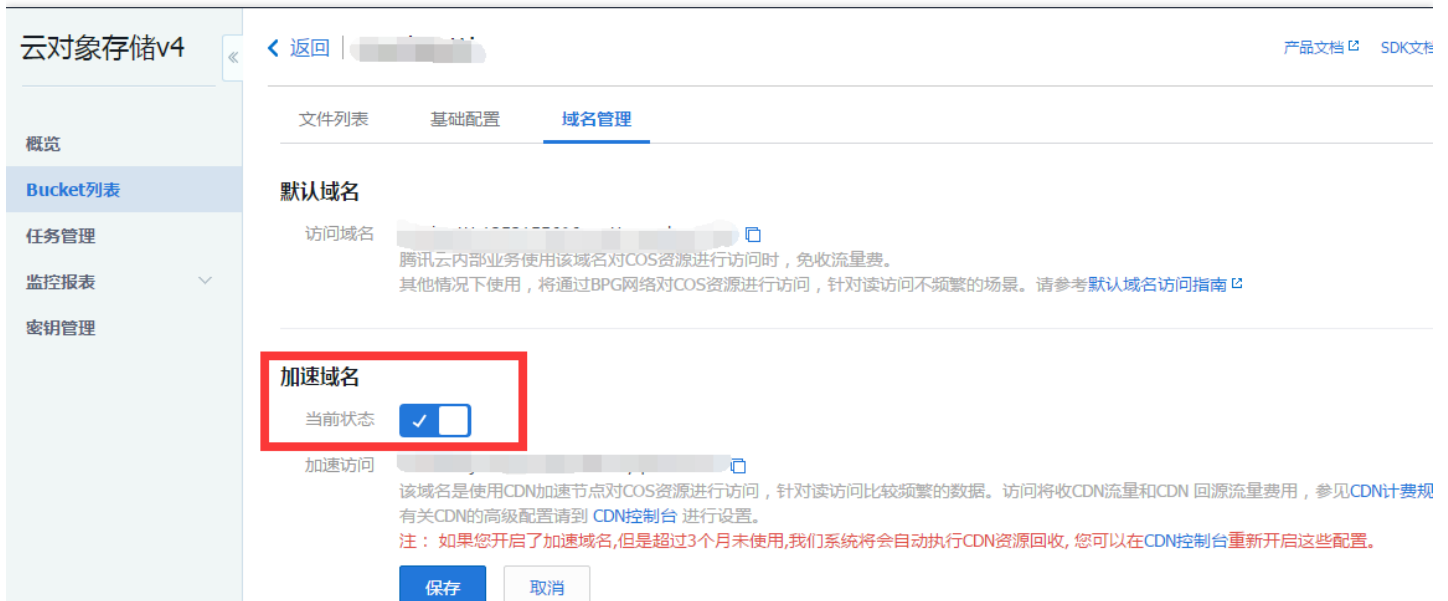 云对象存储v4
«
返回
产品文档 SDK文档
文件列表 基础配置 域名管理
概览
Bucket列表
任务管理
监控报表
密钥管理
默认域名
访问域名
腾讯云内部业务使用该域名对COS资源进行访问时，免收流量费。
其他情况下使用，将通过BPG网络对COS资源进行访问，针对读访问不频繁的场景。请参考默认域名访问指南
加速域名
当前状态
加速访问
该域名是使用CDN加速节点对COS资源进行访问，针对读访问比较频繁的数据。访问将收CDN流量和CDN 回源流量费用，参见CDN计费规
有关CDN的高级配置请到 CDN控制台 进行设置。
注： 如果您开启了加速域名,但是超过3个月未使用,我们系统将会自动执行CDN资源回收, 您可以在CDN控制台重新开启这些配置。
保存 取消